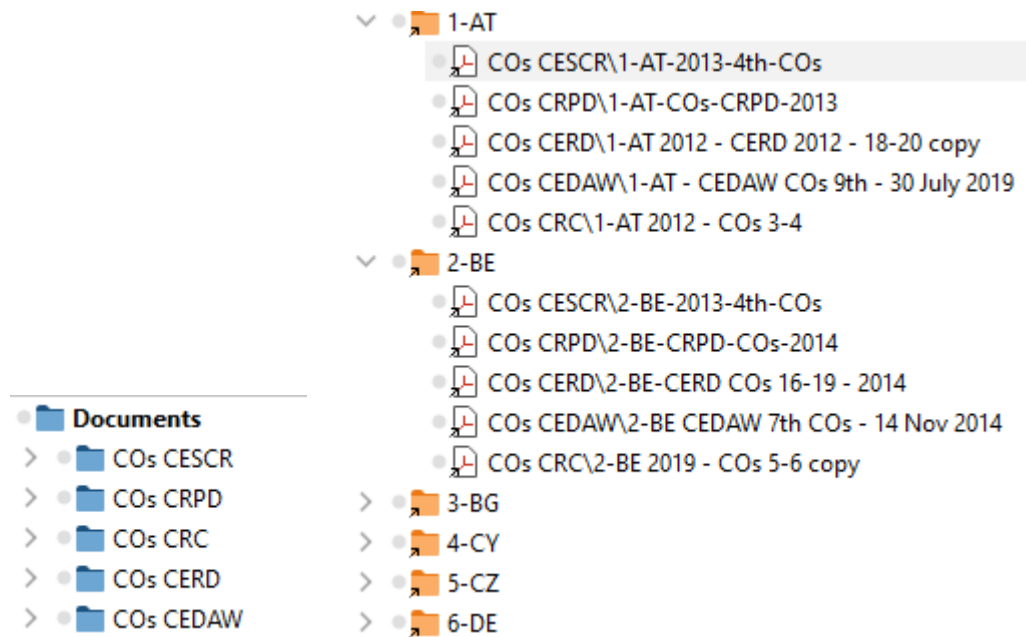 Documents
COs CESCR
COs CRPD
COs CRC
COs CERD
COs CEDAW
1-AT
COs CESCR\1-AT-2013-4th-COs
COs CRPD\1-AT-COs-CRPD-2013
COs CERD\1-AT 2012 - CERD 2012 - 18-20 copy
COs CEDAW\1-AT - CEDAW COs 9th - 30 July 2019
COs CRC\1-AT 2012 - COs 3-4
2-BE
COs CESCR\2-BE-2013-4th-COs
COs CRPD\2-BE-CRPD-COs-2014
COs CERD\2-BE-CERD COs 16-19 - 2014
COs CEDAW\2-BE CEDAW 7th COs - 14 Nov 2014
COs CRC\2-BE 2019 - COs 5-6 copy
3-BG
4-CY
5-CZ
6-DE